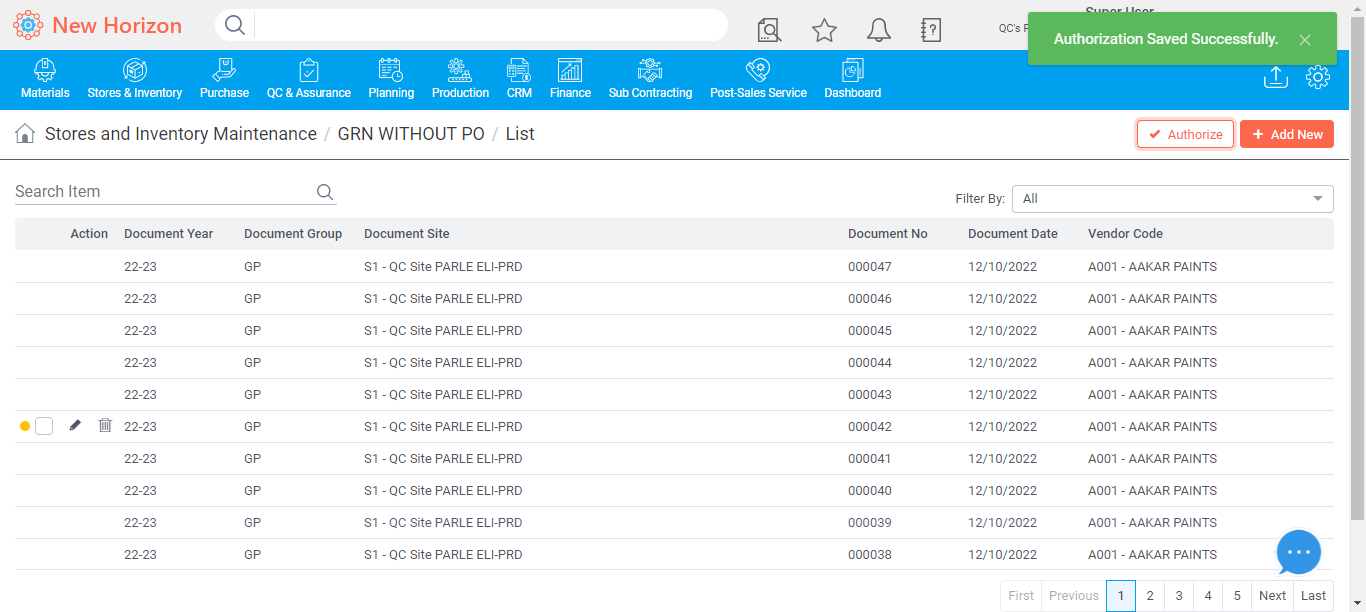 New Horizon
Super User
QC's P
Authorization Saved Successfully.
Materials
Stores & Inventory
Purchase
QC & Assurance
Planning
Production
CRM
Finance
Sub Contracting
Post-Sales Service
Dashboard
Stores and Inventory Maintenance / GRN WITHOUT PO / List
Authorize
+ Add New
Search Item
Filter By: All
Action Document Year Document Group Document Site Document No Document Date Vendor Code
22-23 GP S1 - QC Site PARLE ELI-PRD 000047 12/10/2022 A001 - AAKAR PAINTS
22-23 GP S1 - QC Site PARLE ELI-PRD 000046 12/10/2022 A001 - AAKAR PAINTS
22-23 GP S1 - QC Site PARLE ELI-PRD 000045 12/10/2022 A001 - AAKAR PAINTS
22-23 GP S1 - QC Site PARLE ELI-PRD 000044 12/10/2022 A001 - AAKAR PAINTS
22-23 GP S1 - QC Site PARLE ELI-PRD 000043 12/10/2022 A001 - AAKAR PAINTS
22-23 GP S1 - QC Site PARLE ELI-PRD 000042 12/10/2022 A001 - AAKAR PAINTS
22-23 GP S1 - QC Site PARLE ELI-PRD 000041 12/10/2022 A001 - AAKAR PAINTS
22-23 GP S1 - QC Site PARLE ELI-PRD 000040 12/10/2022 A001 - AAKAR PAINTS
22-23 GP S1 - QC Site PARLE ELI-PRD 000039 12/10/2022 A001 - AAKAR PAINTS
22-23 GP S1 - QC Site PARLE ELI-PRD 000038 12/10/2022 A001 - AAKAR PAINTS
First Previous 1 2 3 4 5 Next Last